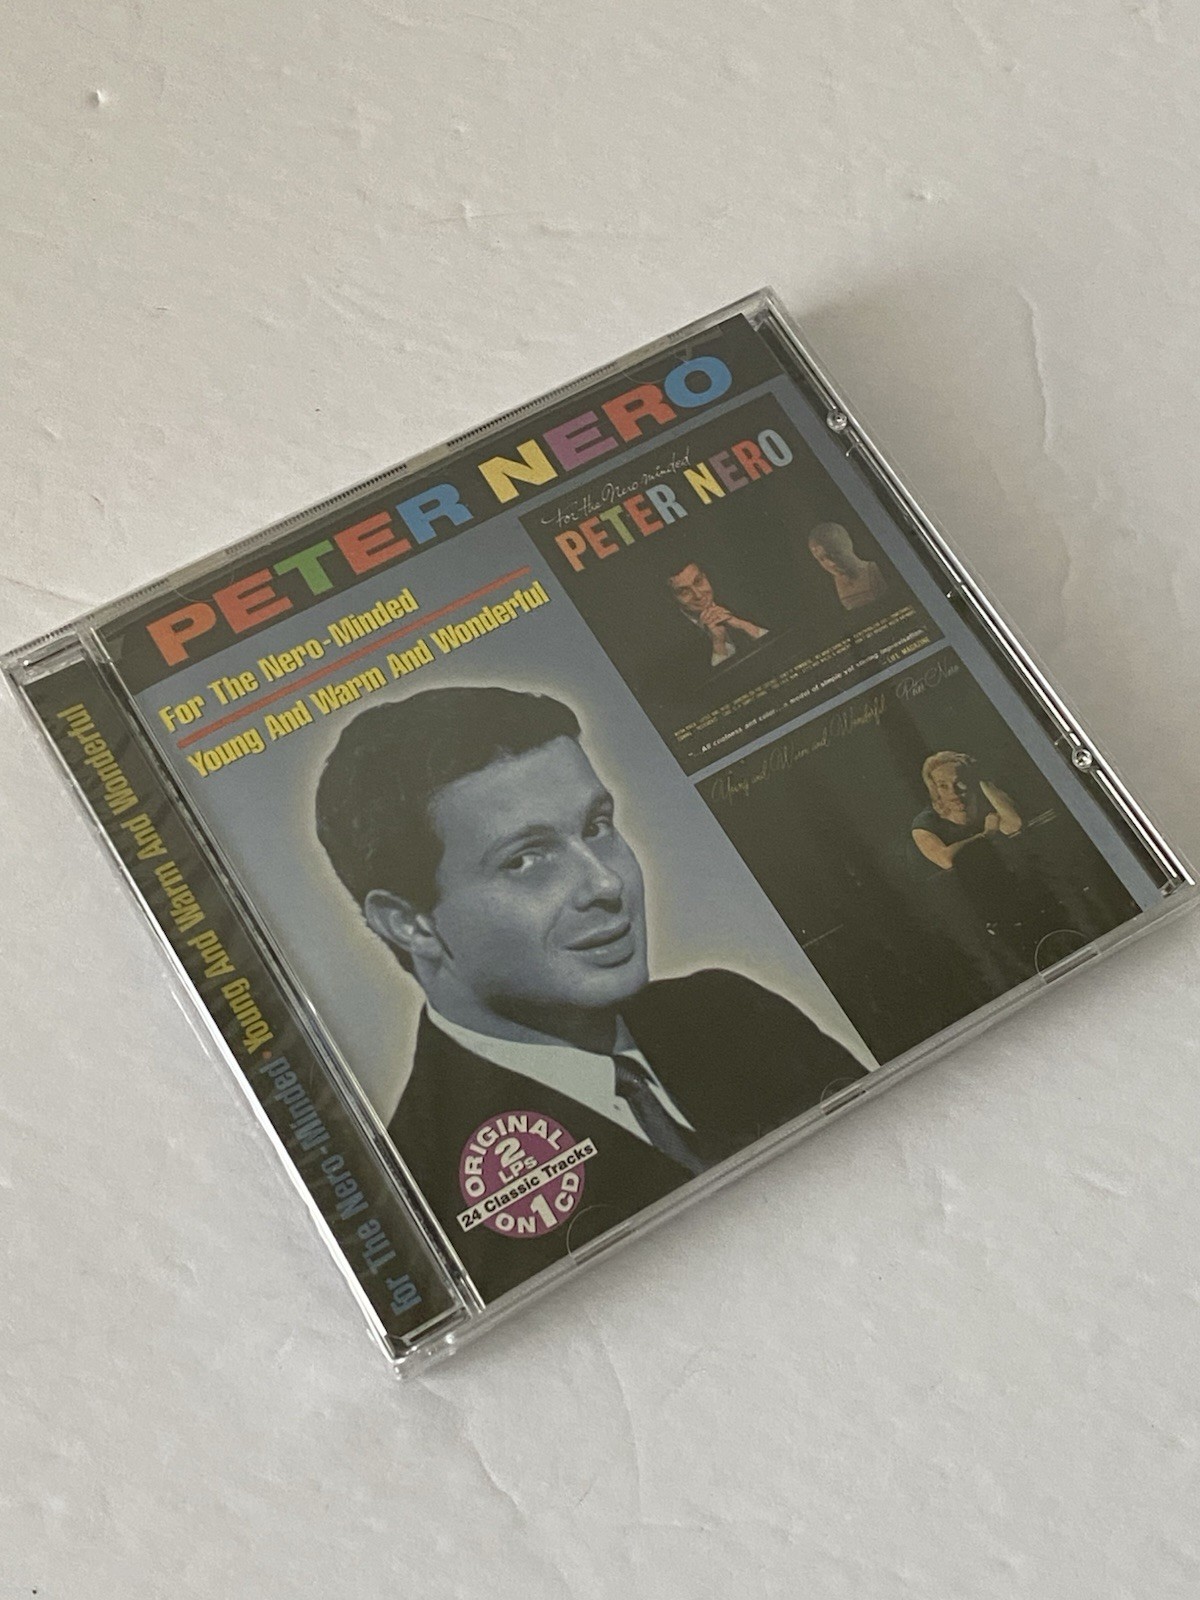 PETER NERO
For The Nero-Minded
Young And Warm And Wonderful
For the Nero-minded
PETER NERO
"...All coolness and color...a model of simple yet stirring improvisation"
—LIFE MAGAZINE
Young and Warm and Wonderful Peter Nero
ORIGINAL
2
LPs
24 Classic Tracks
ON 1 CD
For The Nero-Minded • Young And Warm And Wonderful